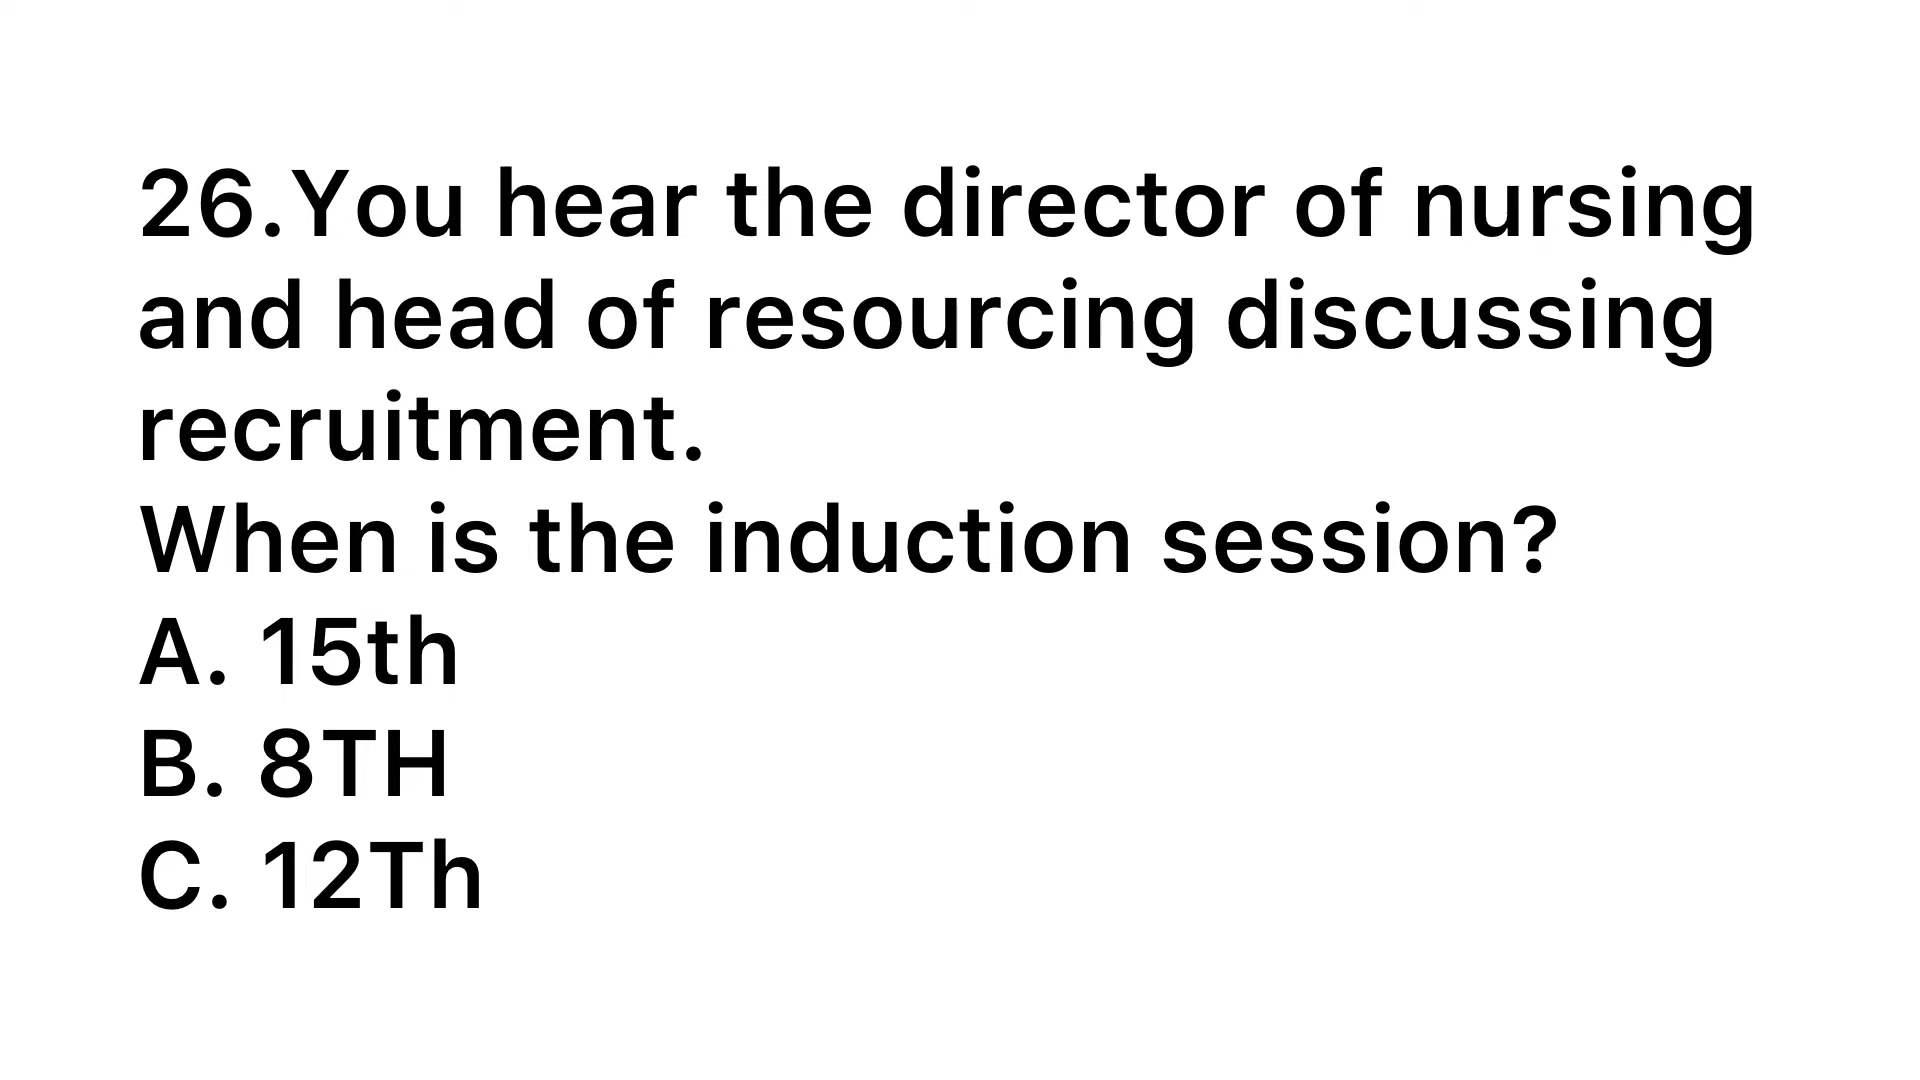 26.You hear the director of nursing
and head of resourcing discussing
recruitment.
When is the induction session?
A. 15th
B. 8TH
C. 12Th